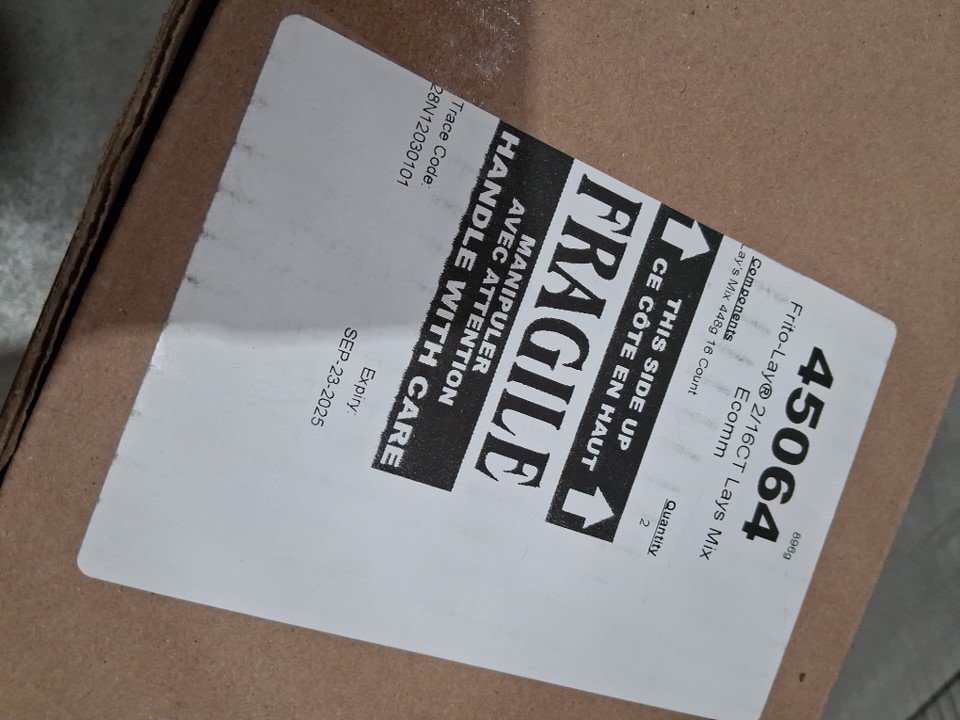 45064
896g
Frito-Lay® 2/16CT Lays Mix
Ecomm
Components
Quantity
Lay's Mix 448g 16 Count
2
THIS SIDE UP
CE CÔTE EN HAUT
FRAGILE
MANIPULER
AVEC ATTENTION
HANDLE WITH CARE
Trace Code:
28N12030101
Expiry:
SEP-23-2025